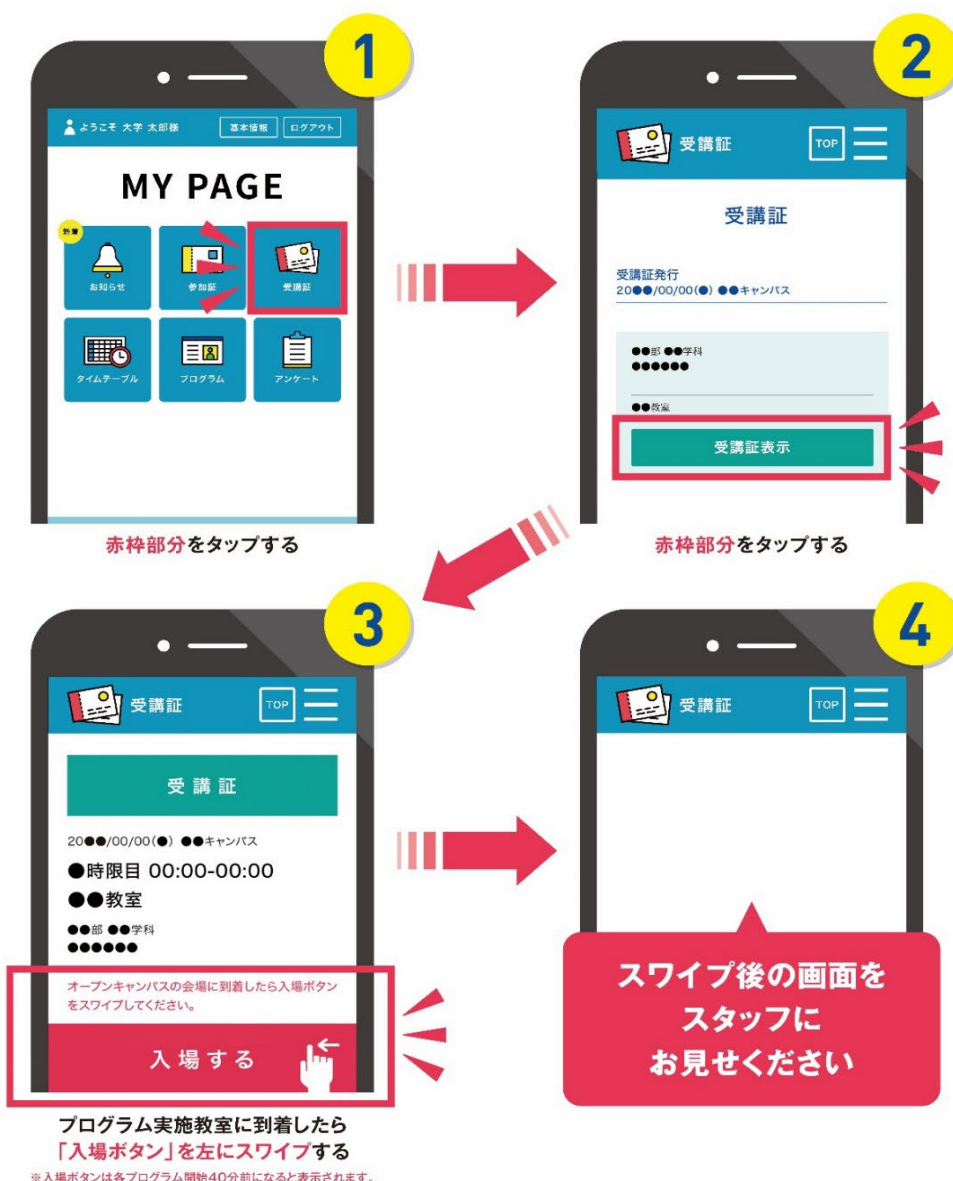 1
ようこそ 大学 太郎様
基本情報
ログアウト
MY PAGE
新着
お知らせ
参加証
受講証
タイムテーブル
プログラム
アンケート
赤枠部分をタップする
2
受講証
TOP
受講証
受講証発行
20●●/00/00(●) ●●キャンパス
●●部 ●●学科
●●●●●●
●●教室
受講証表示
赤枠部分をタップする
3
受講証
TOP
受講証
20●●/00/00(●) ●●キャンパス
●時限目 00:00-00:00
●●教室
●●部 ●●学科
●●●●●●
オープンキャンパスの会場に到着したら入場ボタン
をスワイプしてください。
入場する
プログラム実施教室に到着したら
「入場ボタン」を左にスワイプする
※入場ボタンは各プログラム開始40分前になると表示されます。
4
受講証
TOP
スワイプ後の画面を
スタッフに
お見せください